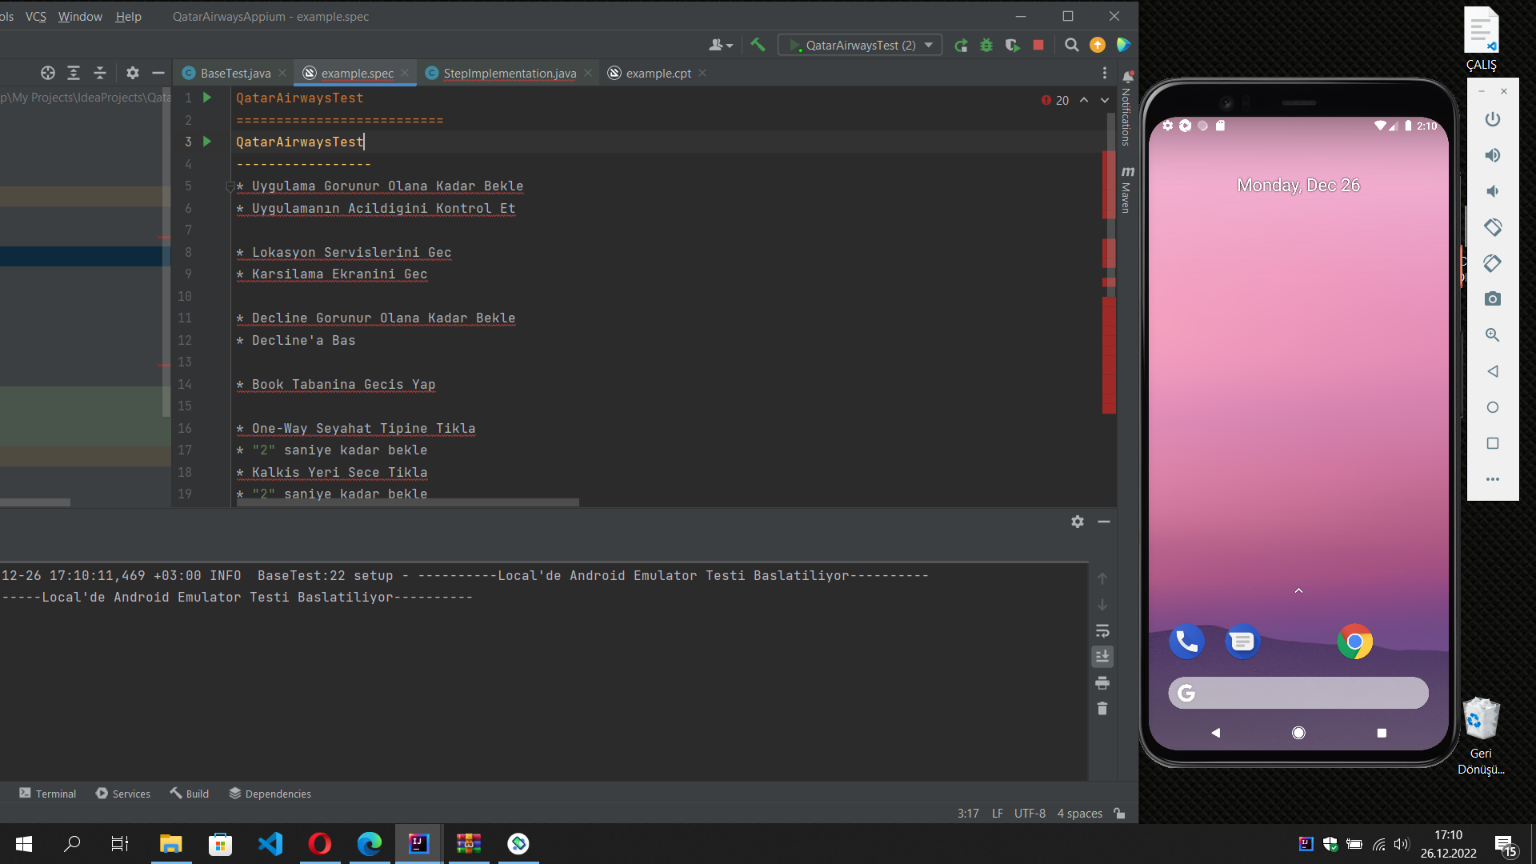 ols VCS Window Help QatarAirwaysAppium - example.spec
QatarAirwaysTest (2)
BaseTest.java example.spec StepImplementation.java example.cpt
p\My Projects\IdeaProjects\Qata
20
1 QatarAirwaysTest
2 ==========================
3 QatarAirwaysTest
4 -----------------
5 * Uygulama Gorunur Olana Kadar Bekle
6 * Uygulamanın Acildigini Kontrol Et
7
8 * Lokasyon Servislerini Gec
9 * Karsilama Ekranini Gec
10
11 * Decline Gorunur Olana Kadar Bekle
12 * Decline'a Bas
13
14 * Book Tabanina Gecis Yap
15
16 * One-Way Seyahat Tipine Tikla
17 * "2" saniye kadar bekle
18 * Kalkis Yeri Sece Tikla
19 * "2" saniye kadar bekle
Notifications
m Maven
12-26 17:10:11,469 +03:00 INFO  BaseTest:22 setup - ----------Local'de Android Emulator Testi Baslatiliyor----------
-----Local'de Android Emulator Testi Baslatiliyor----------
Terminal Services Build Dependencies
3:17 LF UTF-8 4 spaces
2:10
Monday, Dec 26
G
ÇALIŞ
Geri
Dönüşü...
17:10
26.12.2022
15